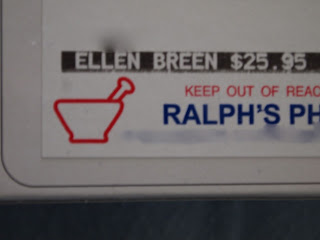 ELLEN BREEN $25.95
KEEP OUT OF REAC
RALPH'S PH